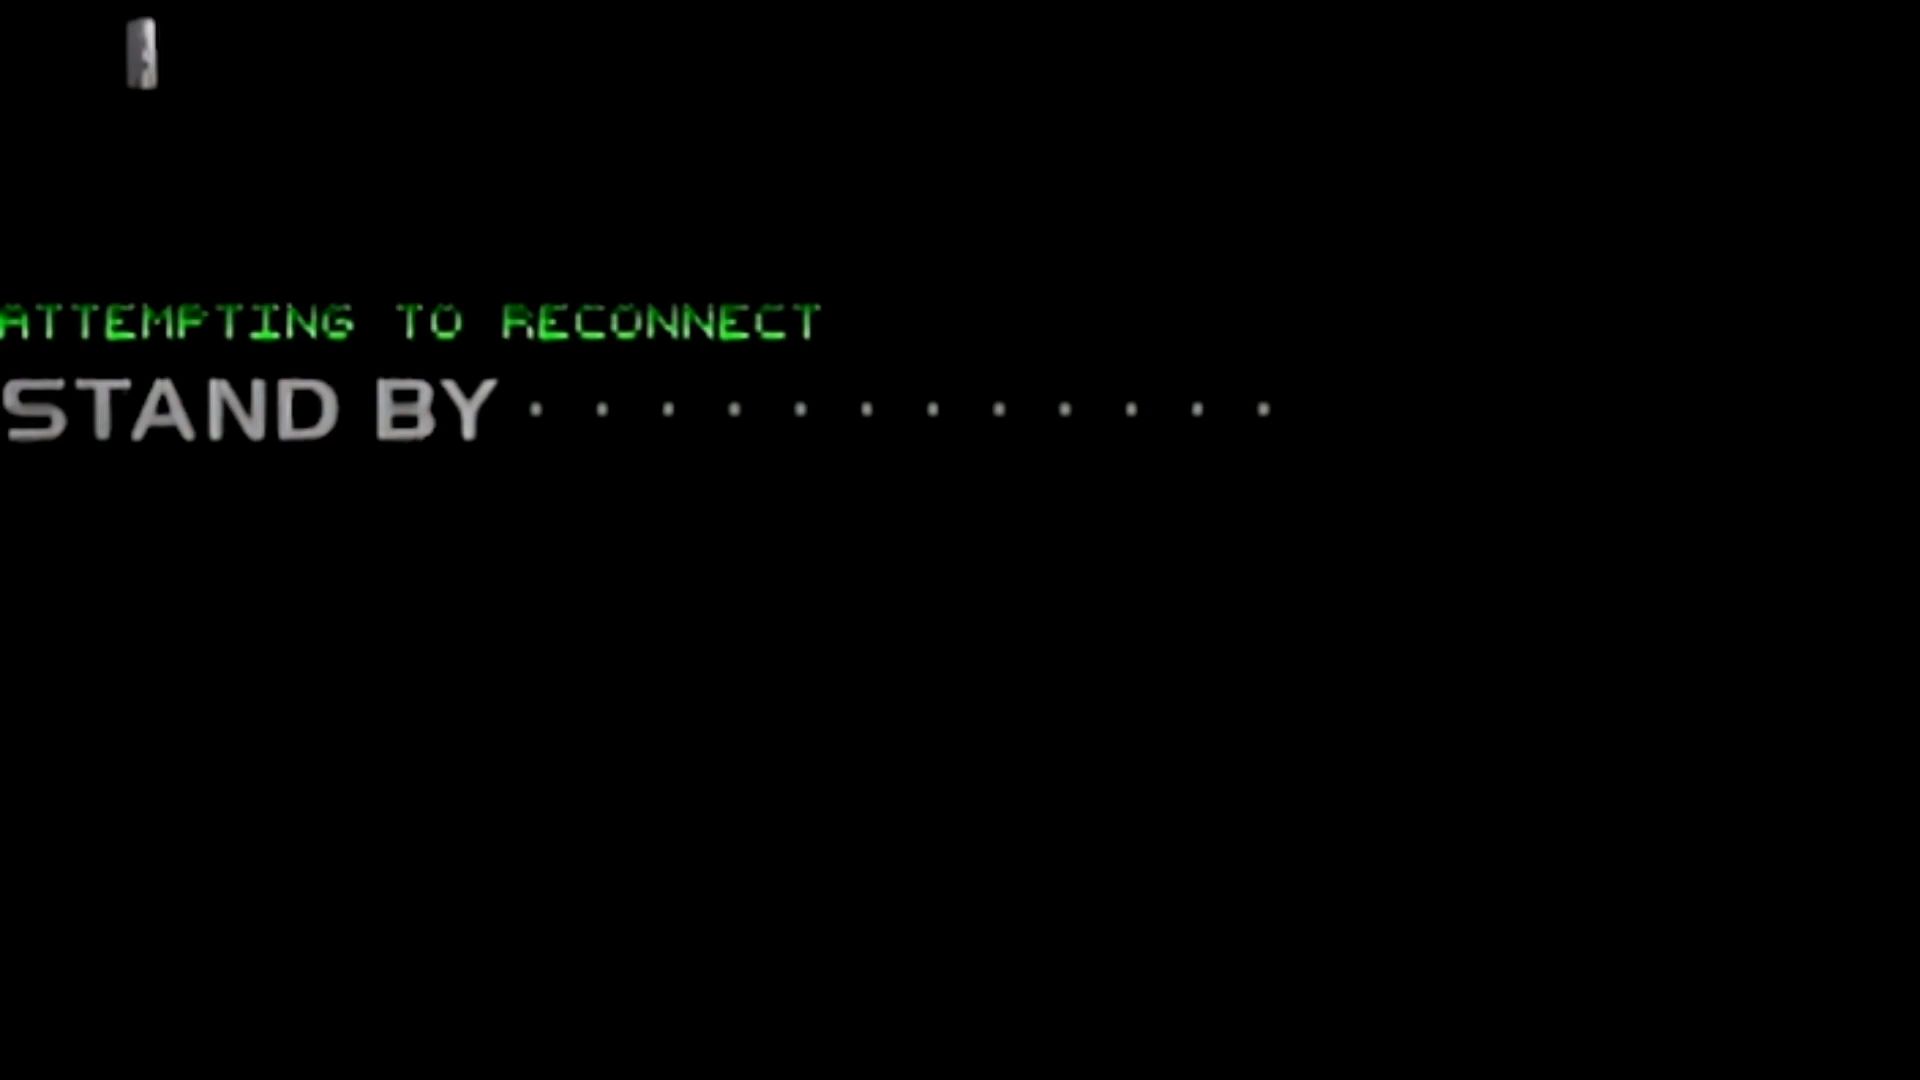 ATTEMPTING TO RECONNECT
STAND BY · · · · · · · · · · · ·